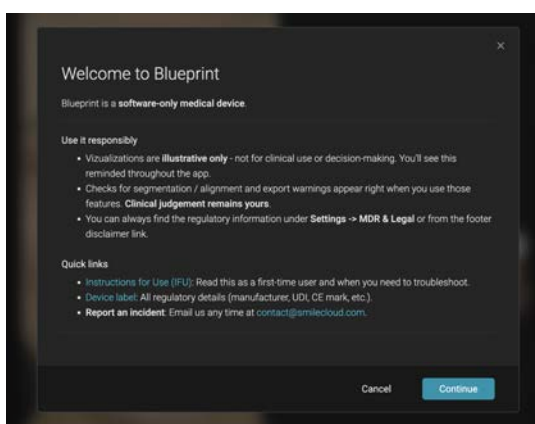 Welcome to Blueprint
Blueprint is a software-only medical device.
Use it responsibly
• Vizualizations are illustrative only - not for clinical use or decision-making. You'll see this
reminded throughout the app.
• Checks for segmentation / alignment and export warnings appear right when you use those
features. Clinical judgement remains yours.
• You can always find the regulatory information under Settings -> MDR & Legal or from the footer
disclaimer link.
Quick links
• Instructions for Use (IFU): Read this as a first-time user and when you need to troubleshoot.
• Device label: All regulatory details (manufacturer, UDI, CE mark, etc.).
• Report an incident: Email us any time at contact@smilecloud.com.
Cancel Continue